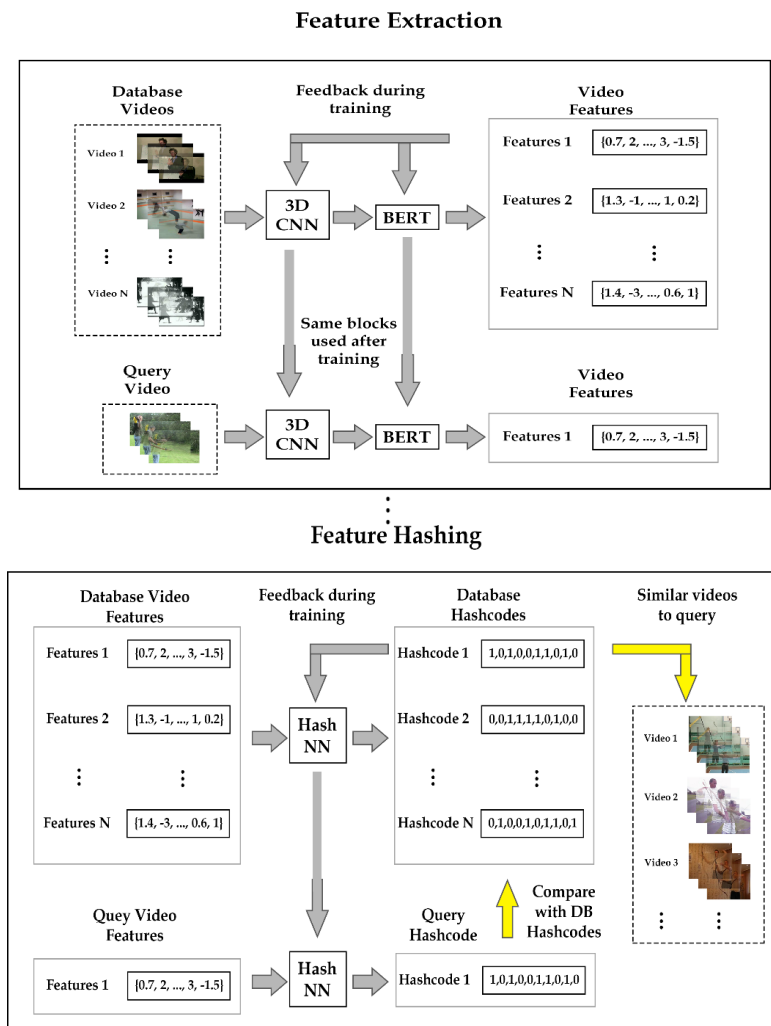 Feature Extraction
Database
Videos
Feedback during
training
Video
Features
Video 1
Features 1
{0.7, 2, ..., 3, -1.5}
Video 2
3D
CNN
BERT
Features 2
{1.3, -1, ..., 1, 0.2}
Video N
Features N
{1.4, -3, ..., 0.6, 1}
Same blocks
used after
training
Query
Video
Video
Features
3D
CNN
BERT
Features 1
{0.7, 2, ..., 3, -1.5}
Feature Hashing
Database Video
Features
Feedback during
training
Database
Hashcodes
Similar videos
to query
Features 1
{0.7, 2, ..., 3, -1.5}
Hashcode 1
1,0,1,0,0,1,1,0,1,0
Features 2
{1.3, -1, ..., 1, 0.2}
Hash
NN
Hashcode 2
0,0,1,1,1,1,0,1,0,0
Video 1
Video 2
Features N
{1.4, -3, ..., 0.6, 1}
Hashcode N
0,1,0,0,1,0,1,1,0,1
Video 3
Quey Video
Features
Query
Hashcode
Compare
with DB
Hashcodes
Features 1
{0.7, 2, ..., 3, -1.5}
Hash
NN
Hashcode 1
1,0,1,0,0,1,1,0,1,0